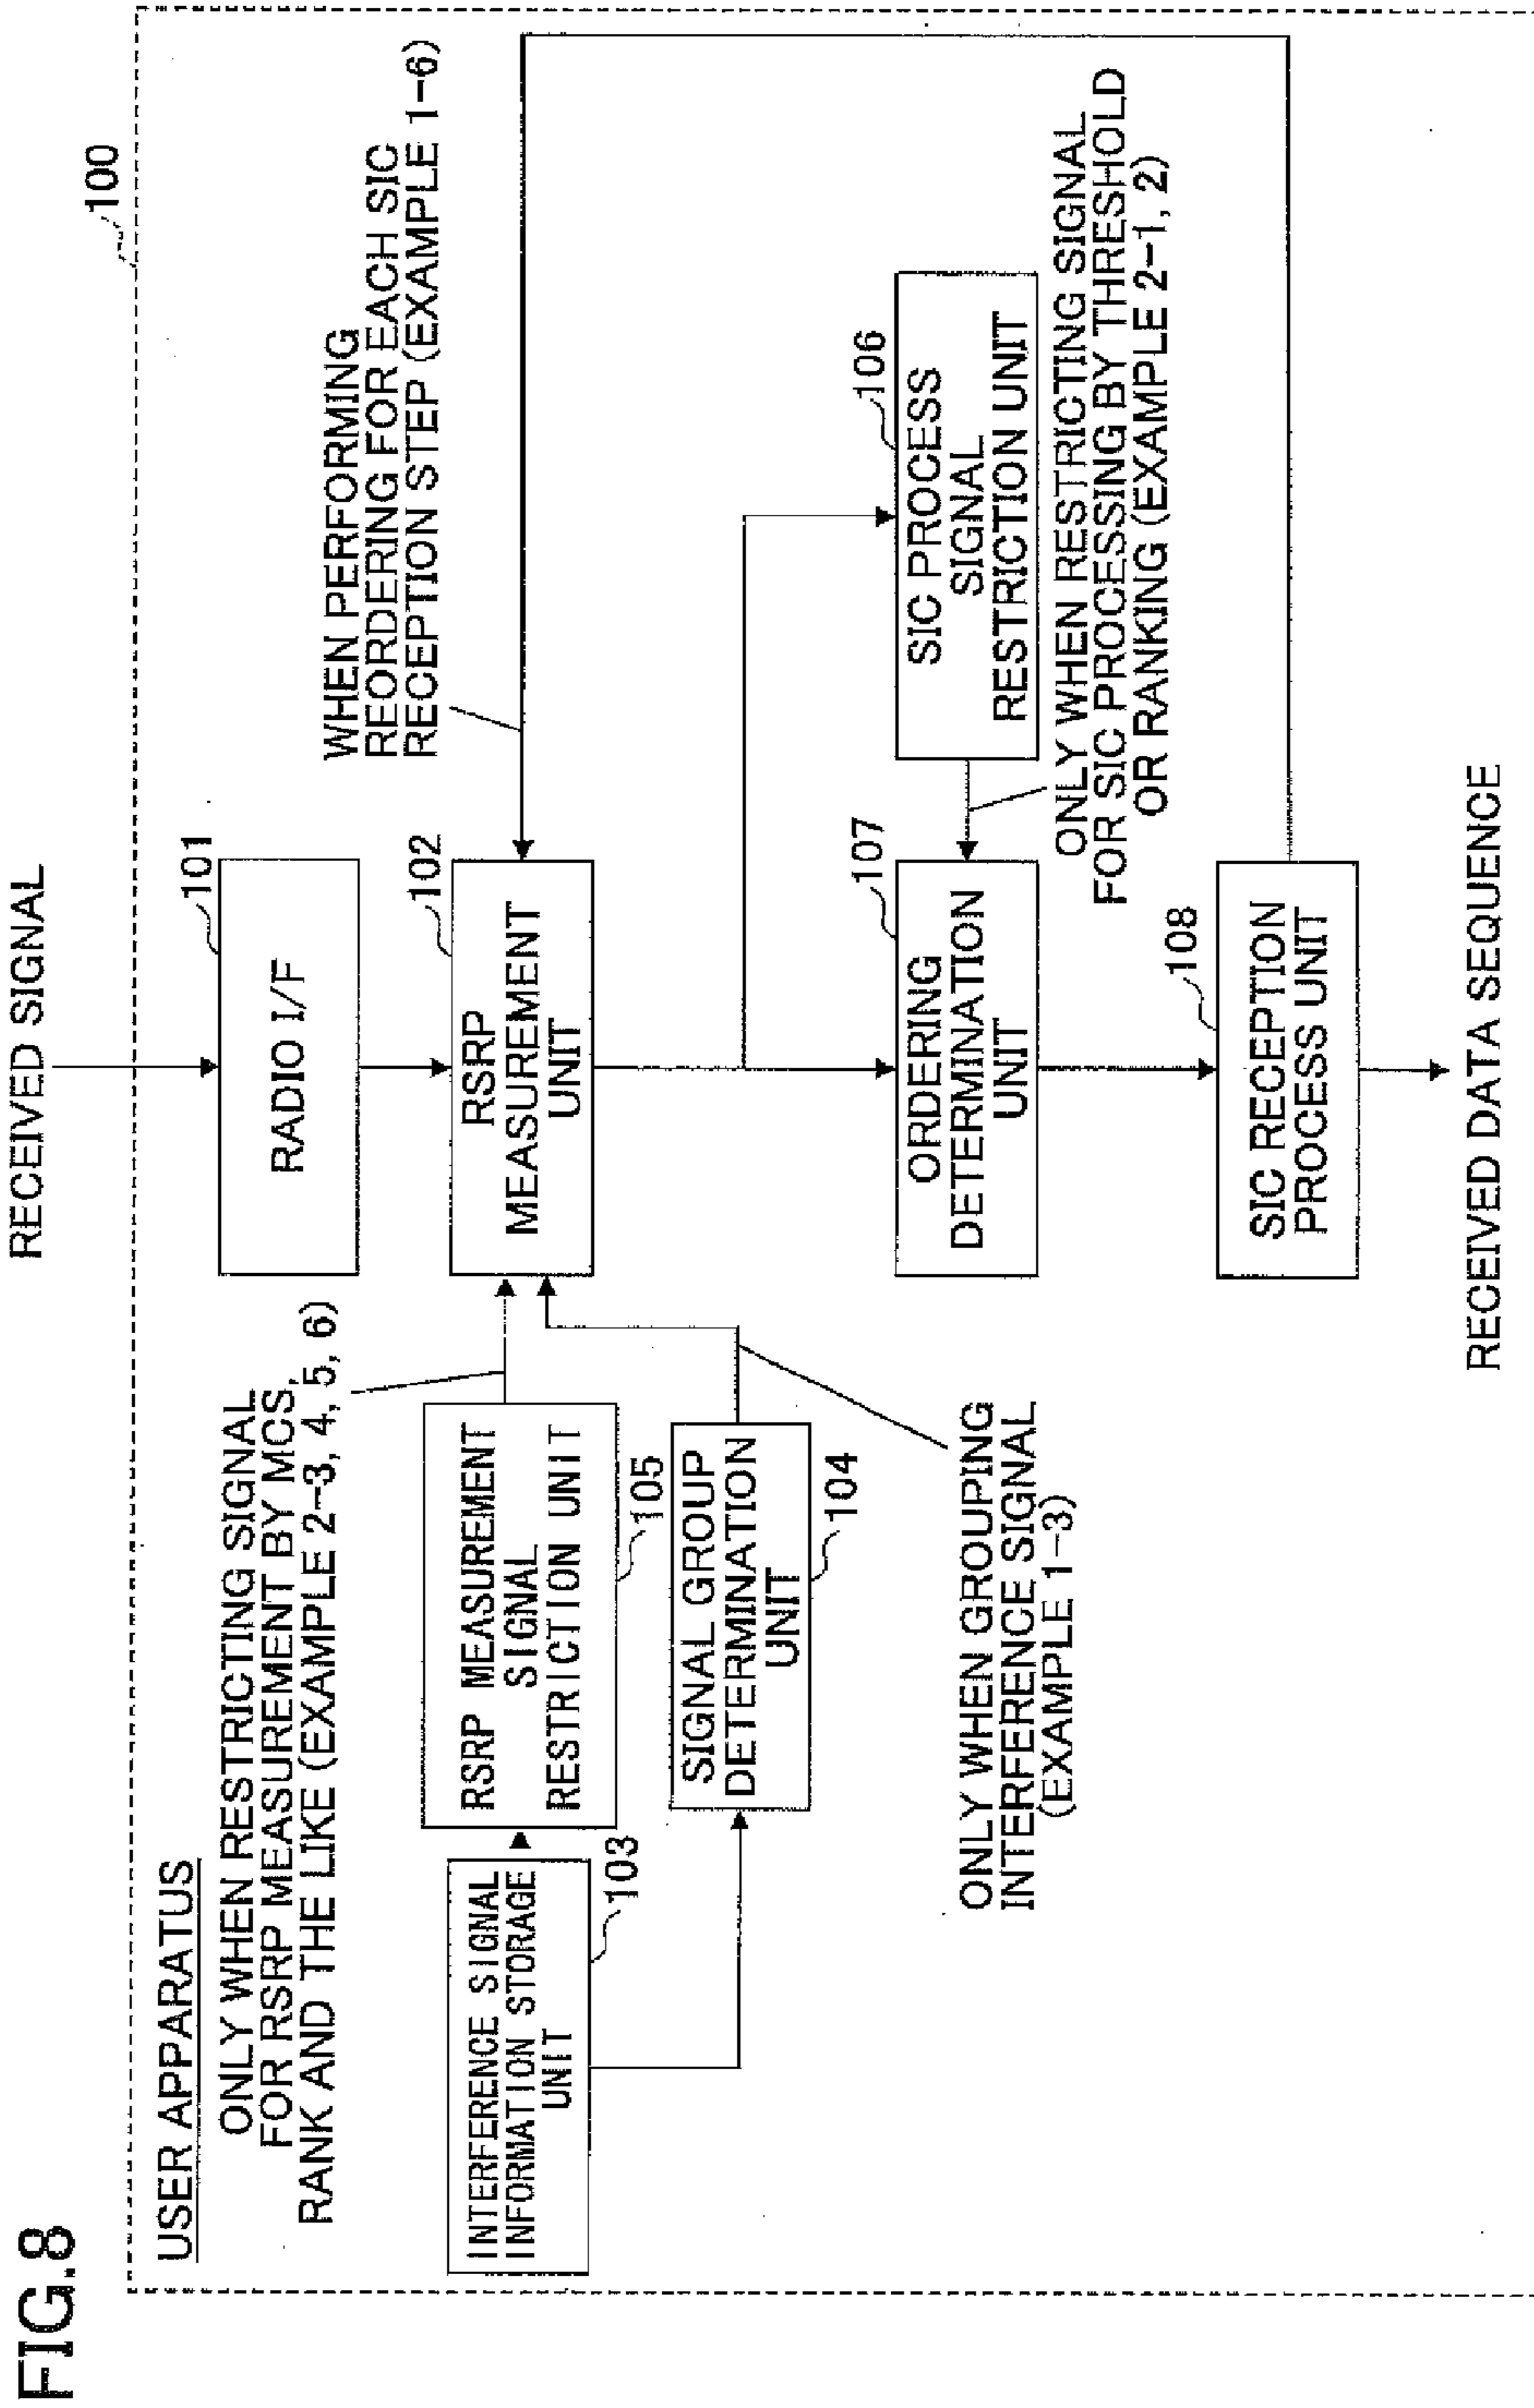 FIG.8
RECEIVED SIGNAL
100
USER APPARATUS
101
RADIO I/F
ONLY WHEN RESTRICTING SIGNAL
FOR RSRP MEASUREMENT BY MCS,
RANK AND THE LIKE (EXAMPLE 2-3, 4, 5, 6)
WHEN PERFORMING
REORDERING FOR EACH SIC
RECEPTION STEP (EXAMPLE 1-6)
INTERFERENCE SIGNAL
INFORMATION STORAGE
UNIT
103
RSRP MEASUREMENT
SIGNAL
RESTRICTION UNIT
105
102
RSRP
MEASUREMENT
UNIT
SIGNAL GROUP
DETERMINATION
UNIT
104
ONLY WHEN GROUPING
INTERFERENCE SIGNAL
(EXAMPLE 1-3)
107
ORDERING
DETERMINATION
UNIT
106
SIC PROCESS
SIGNAL
RESTRICTION UNIT
ONLY WHEN RESTRICTING SIGNAL
FOR SIC PROCESSING BY THRESHOLD
OR RANKING (EXAMPLE 2-1, 2)
108
SIC RECEPTION
PROCESS UNIT
RECEIVED DATA SEQUENCE